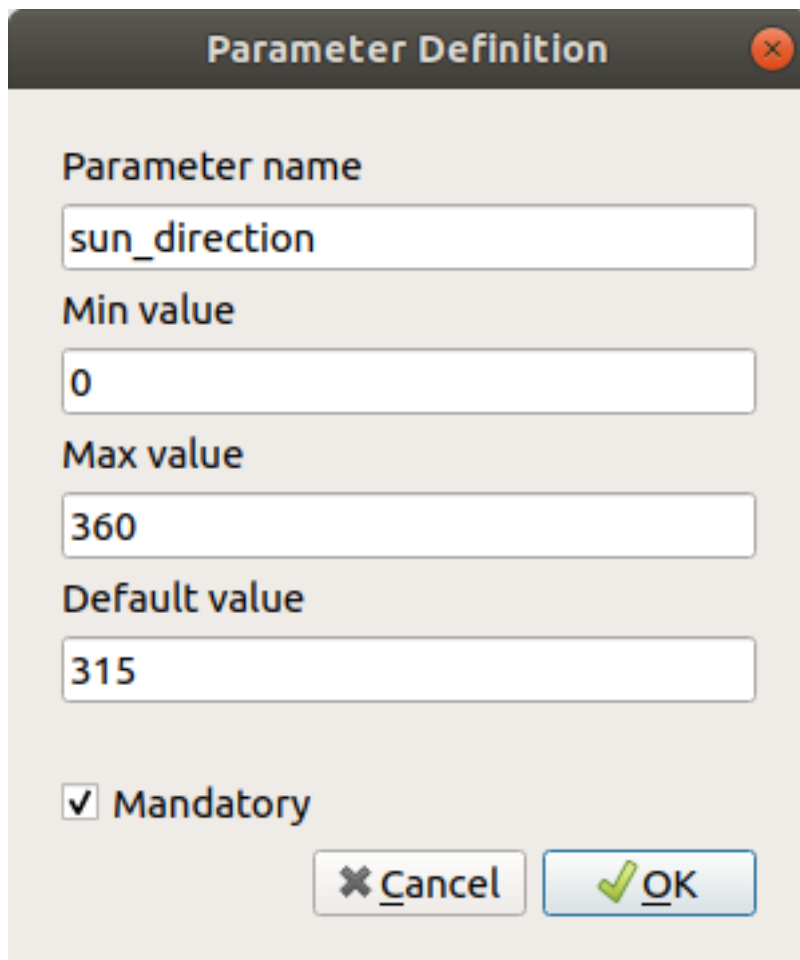 Parameter Definition
Parameter name
sun_direction
Min value
0
Max value
360
Default value
315
Mandatory
Cancel OK